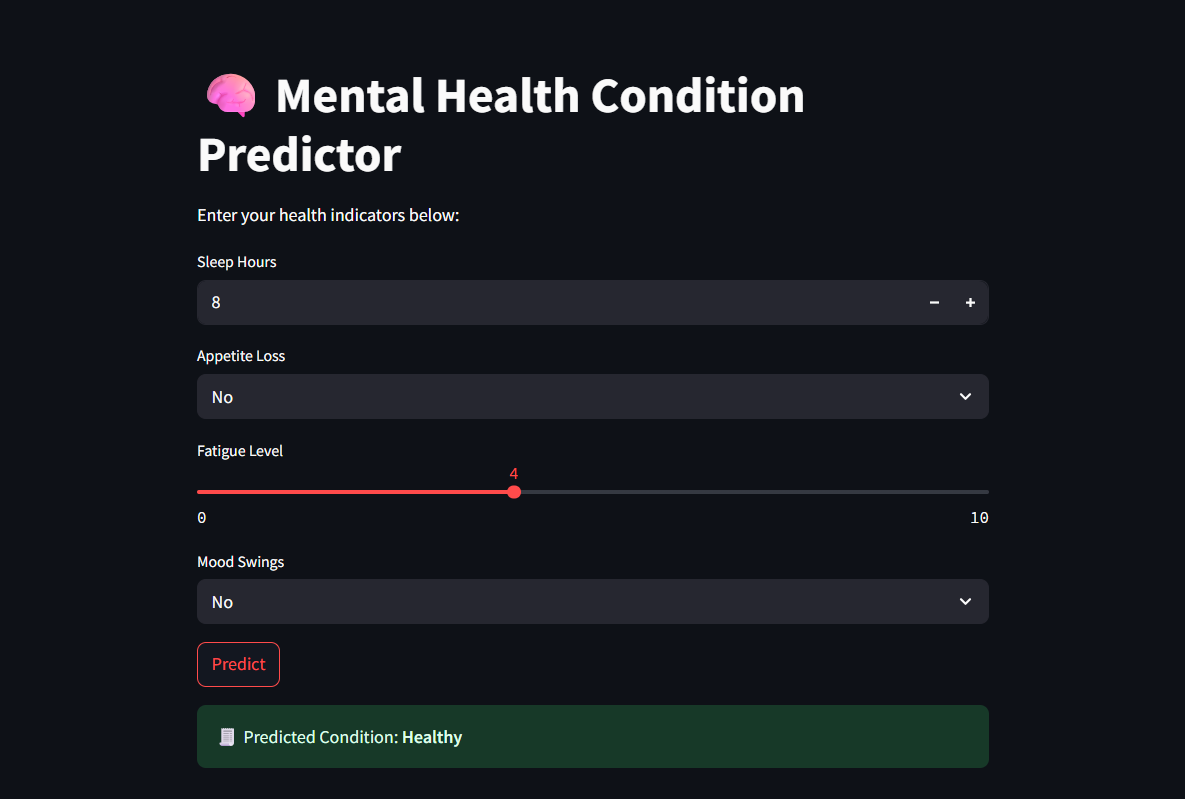 Mental Health Condition
Predictor
Enter your health indicators below:
Sleep Hours
8
Appetite Loss
No
Fatigue Level
4
0 10
Mood Swings
No
Predict
Predicted Condition: Healthy